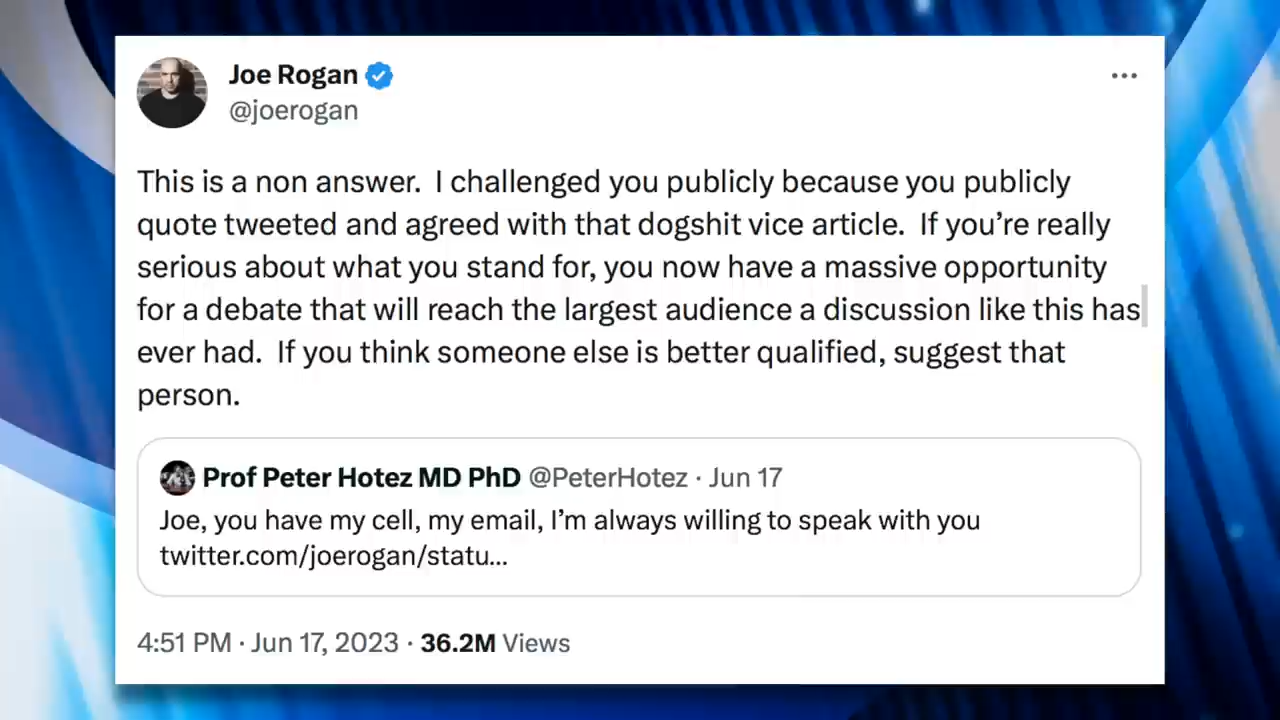 Joe Rogan
@joerogan
This is a non answer.  I challenged you publicly because you publicly
quote tweeted and agreed with that dogshit vice article.  If you’re really
serious about what you stand for, you now have a massive opportunity
for a debate that will reach the largest audience a discussion like this has
ever had.  If you think someone else is better qualified, suggest that
person.
Prof Peter Hotez MD PhD @PeterHotez · Jun 17
Joe, you have my cell, my email, I’m always willing to speak with you
twitter.com/joerogan/statu...
4:51 PM · Jun 17, 2023 · 36.2M Views